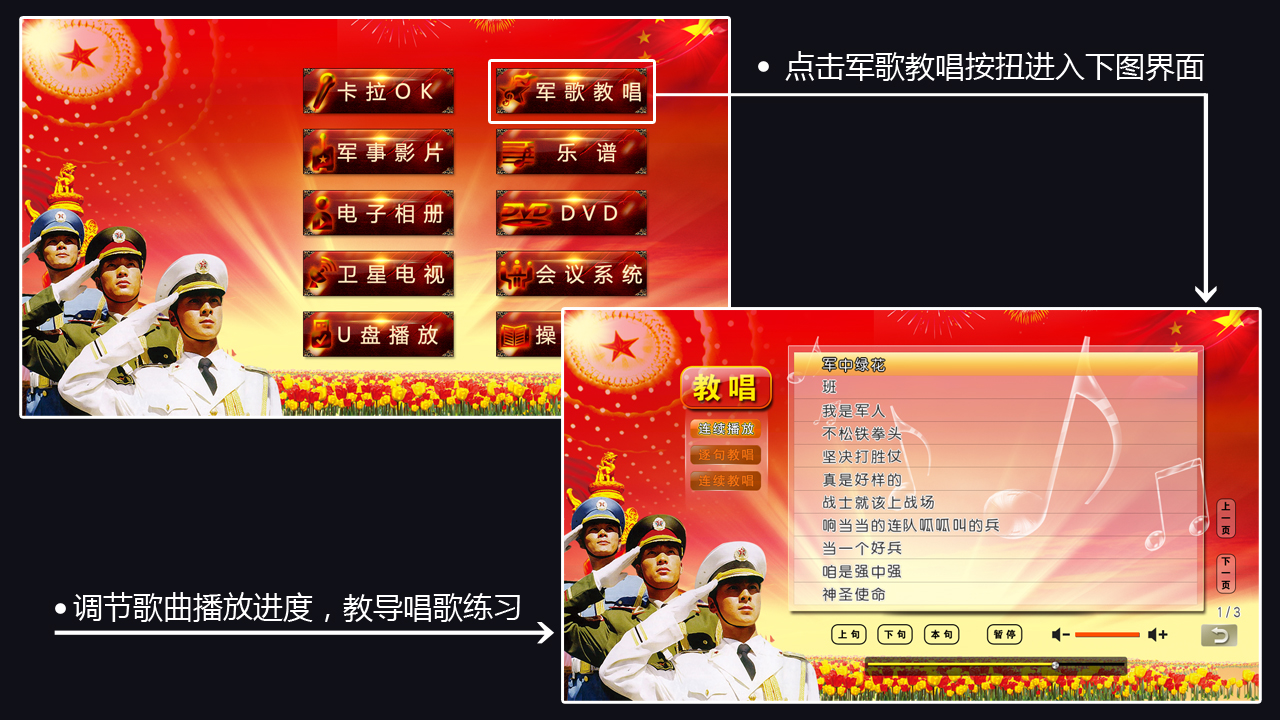 点击军歌教唱按扭进入下图界面
卡拉OK
军歌教唱
军事影片
乐谱
电子相册
DVD
卫星电视
会议系统
U盘播放
操
教唱
连续播放
逐句教唱
连续教唱
军中绿花
班
我是军人
不松铁拳头
坚决打胜仗
真是好样的
战士就该上战场
响当当的连队呱呱叫的兵
当一个好兵
咱是强中强
神圣使命
上一页
下一页
1/3
上句
下句
本句
暂停
调节歌曲播放进度，教导唱歌练习